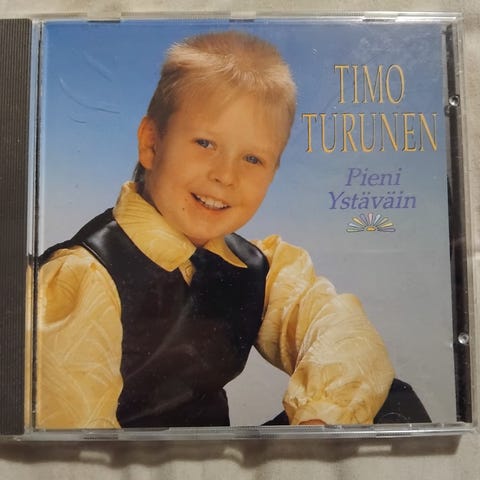 TIMO
TURUNEN
Pieni
Ystäväin